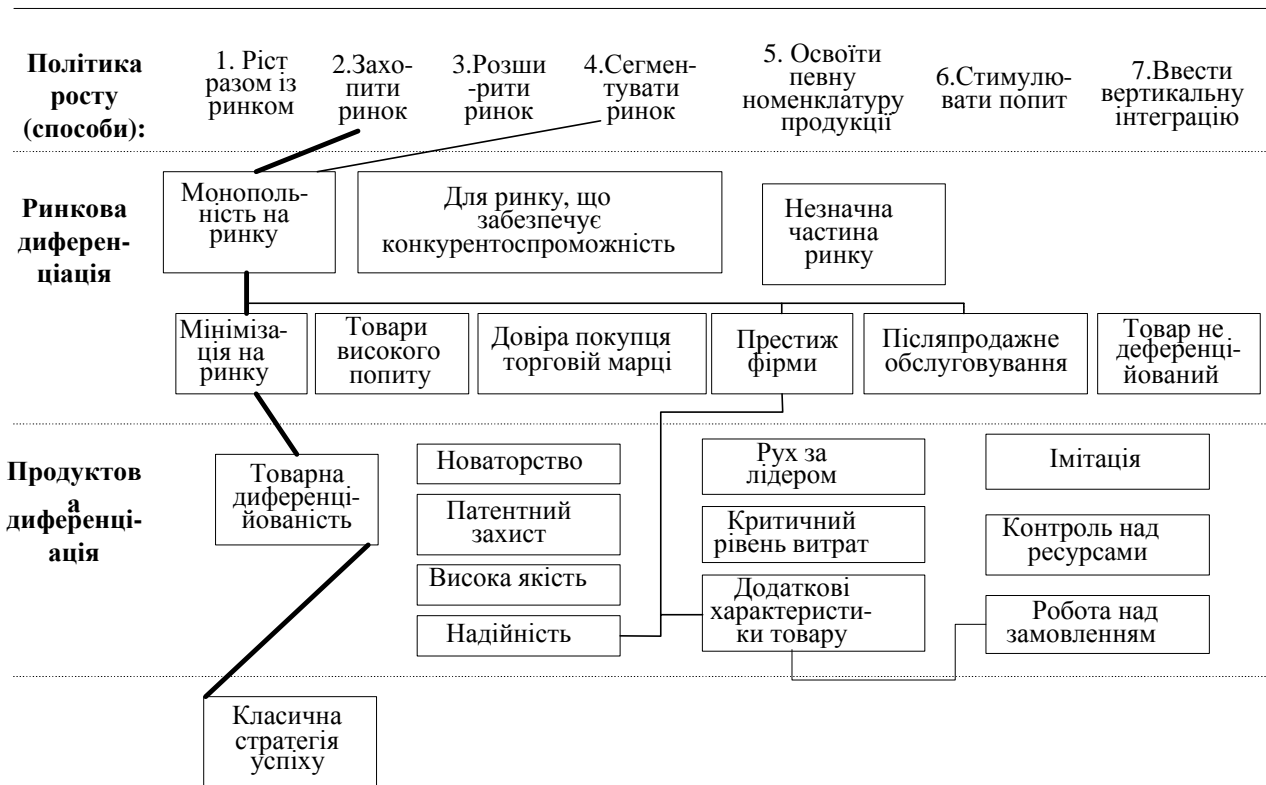 Політика
росту
(способи):
1. Ріст
разом із
ринком
2.Захо-
пити
ринок
3.Розши
-рити
ринок
4.Сегмен-
тувати
ринок
5. Освоїти
певну
номенклатуру
продукції
6.Стимулю-
вати попит
7.Ввести
вертикальну
інтеграцію
Ринкова
диферен-
ціація
Монополь-
ність на
ринку
Для ринку, що
забезпечує
конкурентоспроможність
Незначна
частина
ринку
Мініміза-
ція на
ринку
Товари
високого
попиту
Довіра покупця
торговій марці
Престиж
фірми
Післяпродажне
обслуговування
Товар не
деференці-
йований
Продуктов
а
диференці-
ація
Товарна
диференці-
йованість
Новаторство
Патентний
захист
Висока якість
Надійність
Рух за
лідером
Критичний
рівень витрат
Додаткові
характеристи-
ки товару
Імітація
Контроль над
ресурсами
Робота над
замовленням
Класична
стратегія
успіху